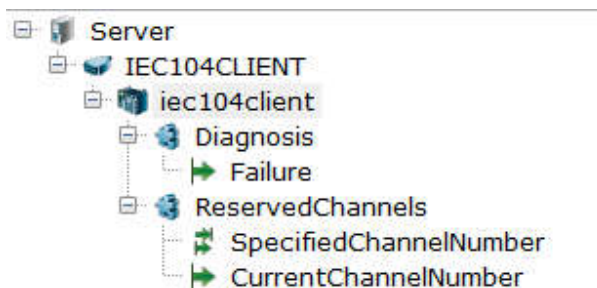 Server
IEC104CLIENT
iec104client
Diagnosis
Failure
ReservedChannels
SpecifiedChannelNumber
CurrentChannelNumber